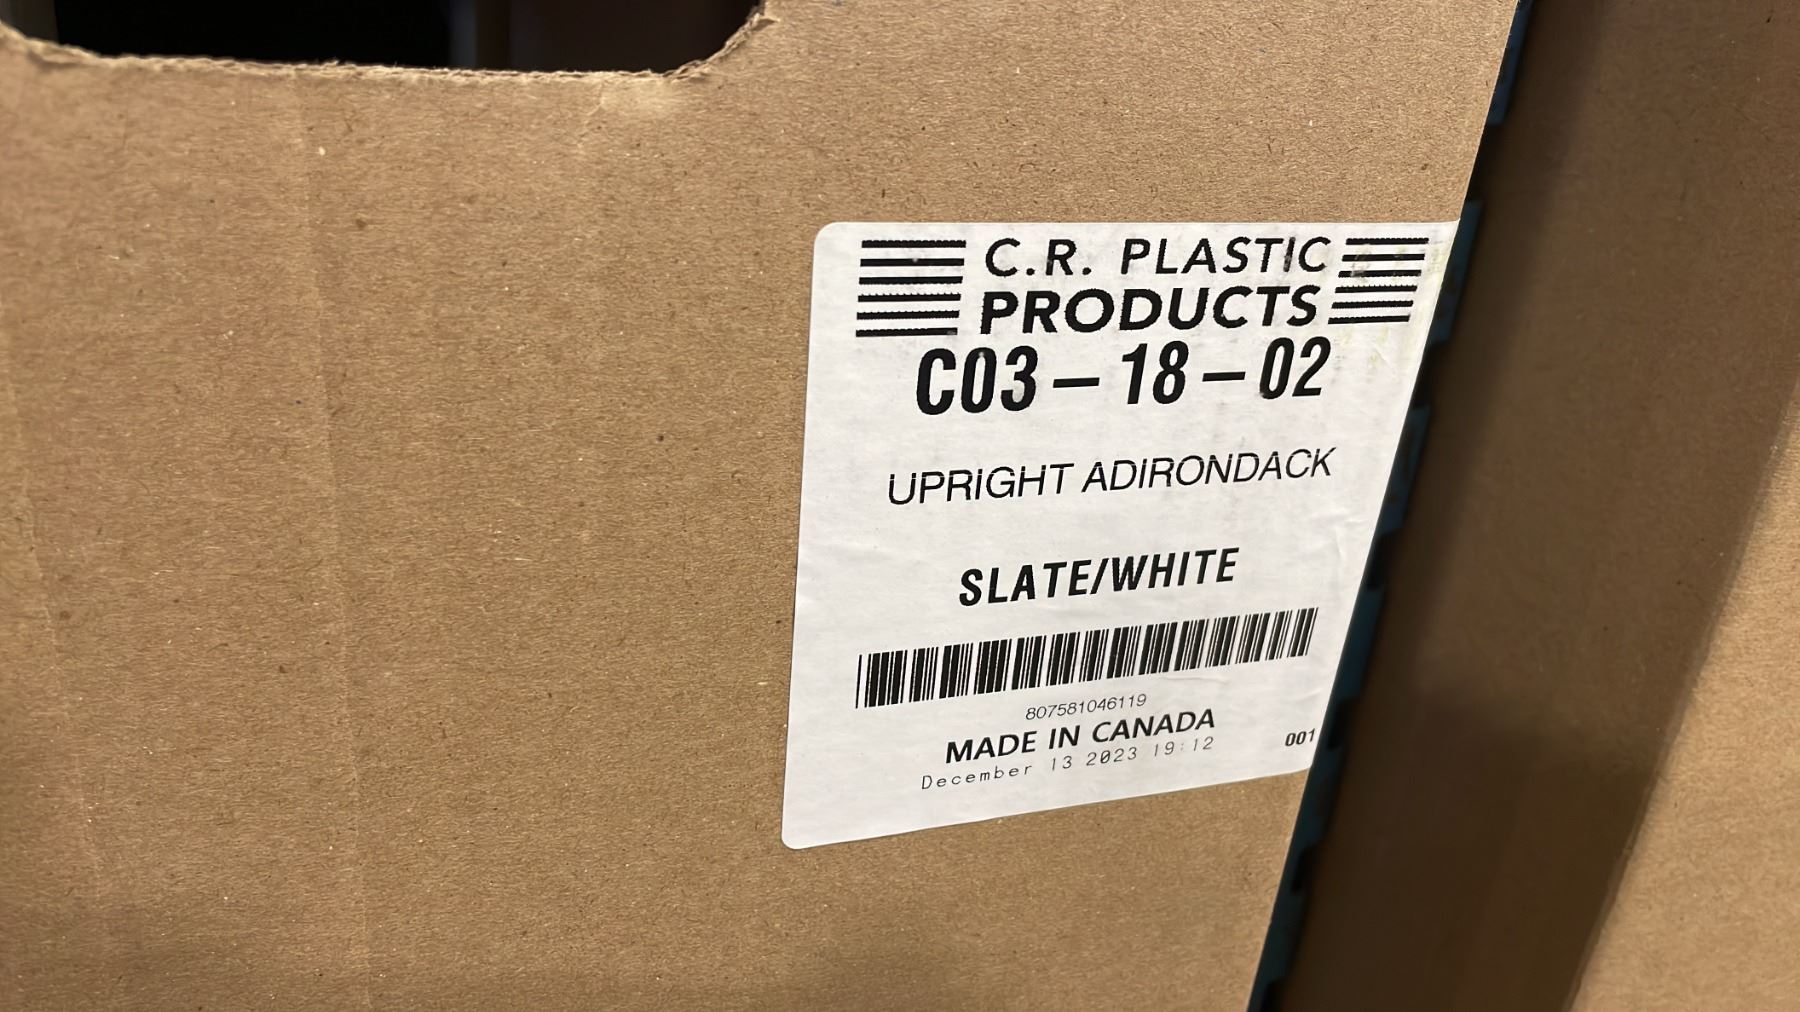 C.R. PLASTIC
PRODUCTS
C03-18-02
UPRIGHT ADIRONDACK
SLATE/WHITE
807581046119
MADE IN CANADA
December 13 2023 19:12
001